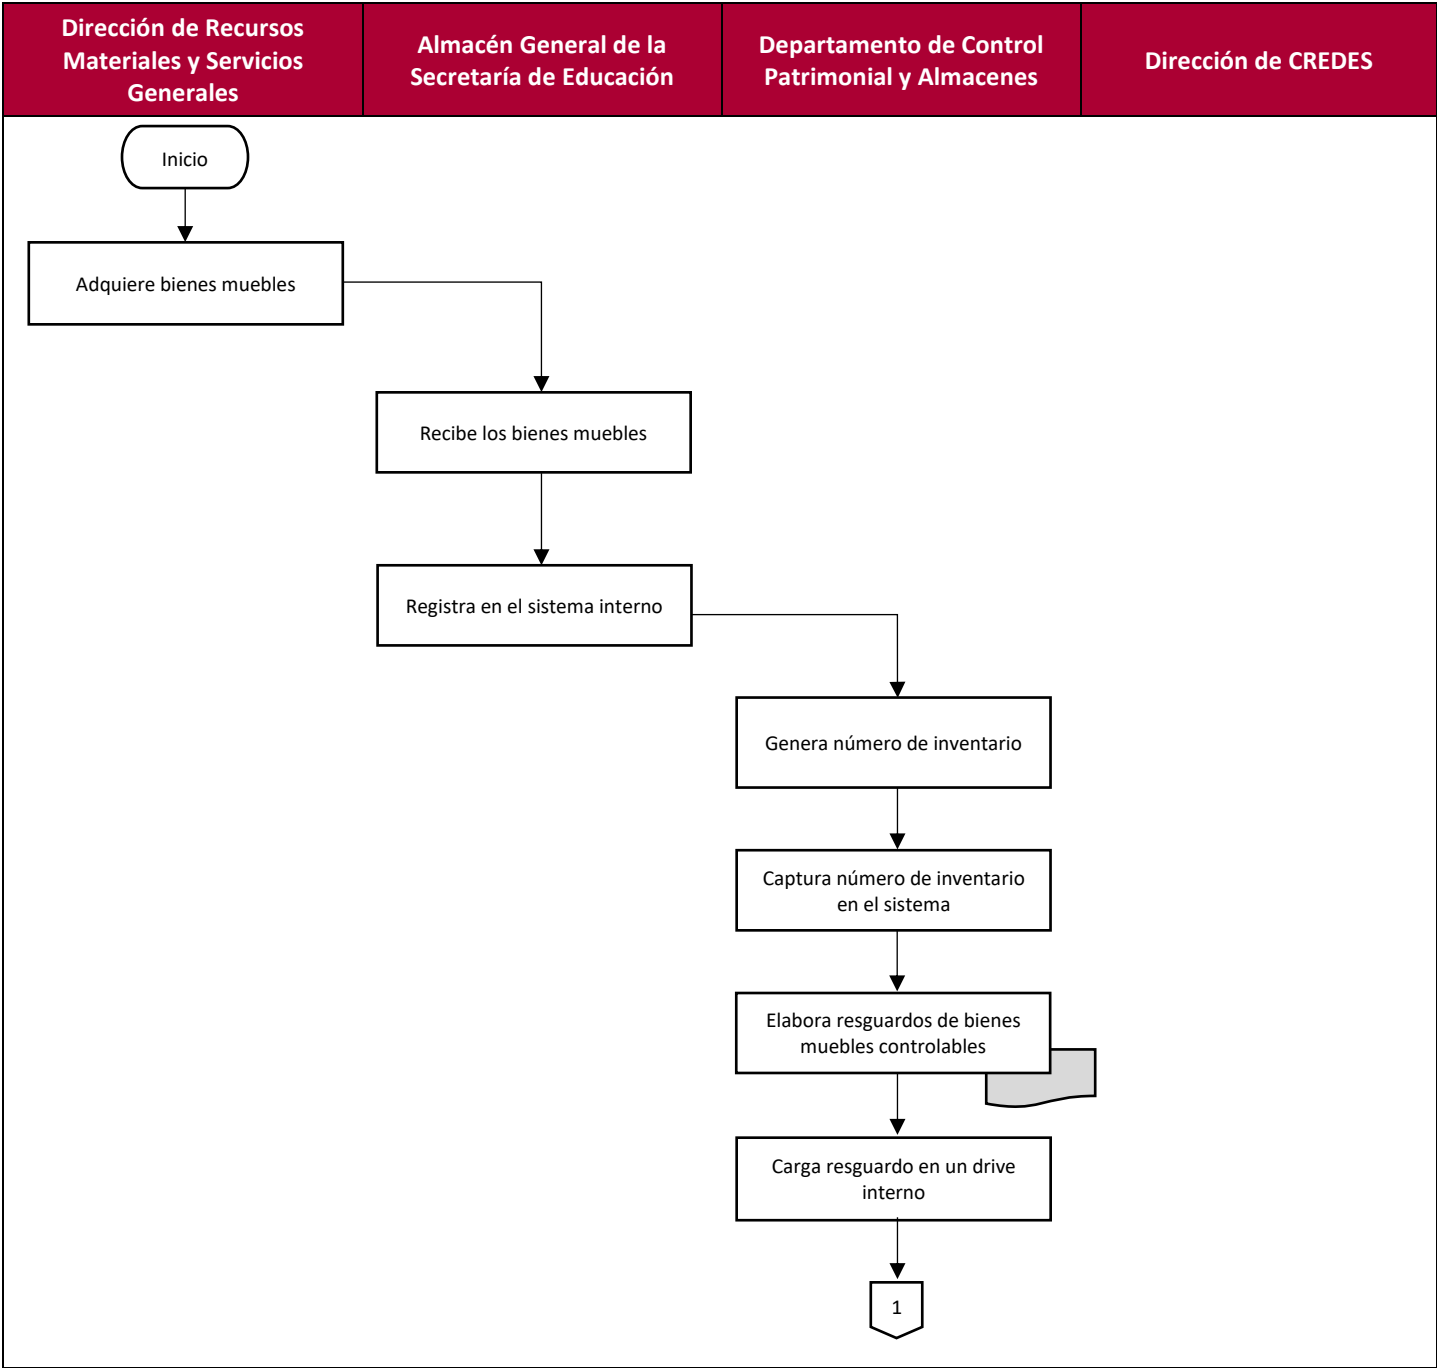 Dirección de Recursos
Materiales y Servicios
Generales
Almacén General de la
Secretaría de Educación
Departamento de Control
Patrimonial y Almacenes
Dirección de CREDES
Inicio
Adquiere bienes muebles
Recibe los bienes muebles
Registra en el sistema interno
Genera número de inventario
Captura número de inventario
en el sistema
Elabora resguardos de bienes
muebles controlables
Carga resguardo en un drive
interno
1